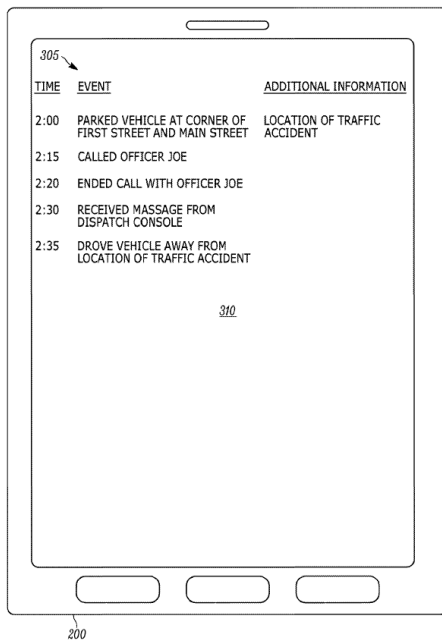 305
TIME EVENT ADDITIONAL INFORMATION
2:00 PARKED VEHICLE AT CORNER OF LOCATION OF TRAFFIC
FIRST STREET AND MAIN STREET ACCIDENT
2:15 CALLED OFFICER JOE
2:20 ENDED CALL WITH OFFICER JOE
2:30 RECEIVED MASSAGE FROM
DISPATCH CONSOLE
2:35 DROVE VEHICLE AWAY FROM
LOCATION OF TRAFFIC ACCIDENT
310
200